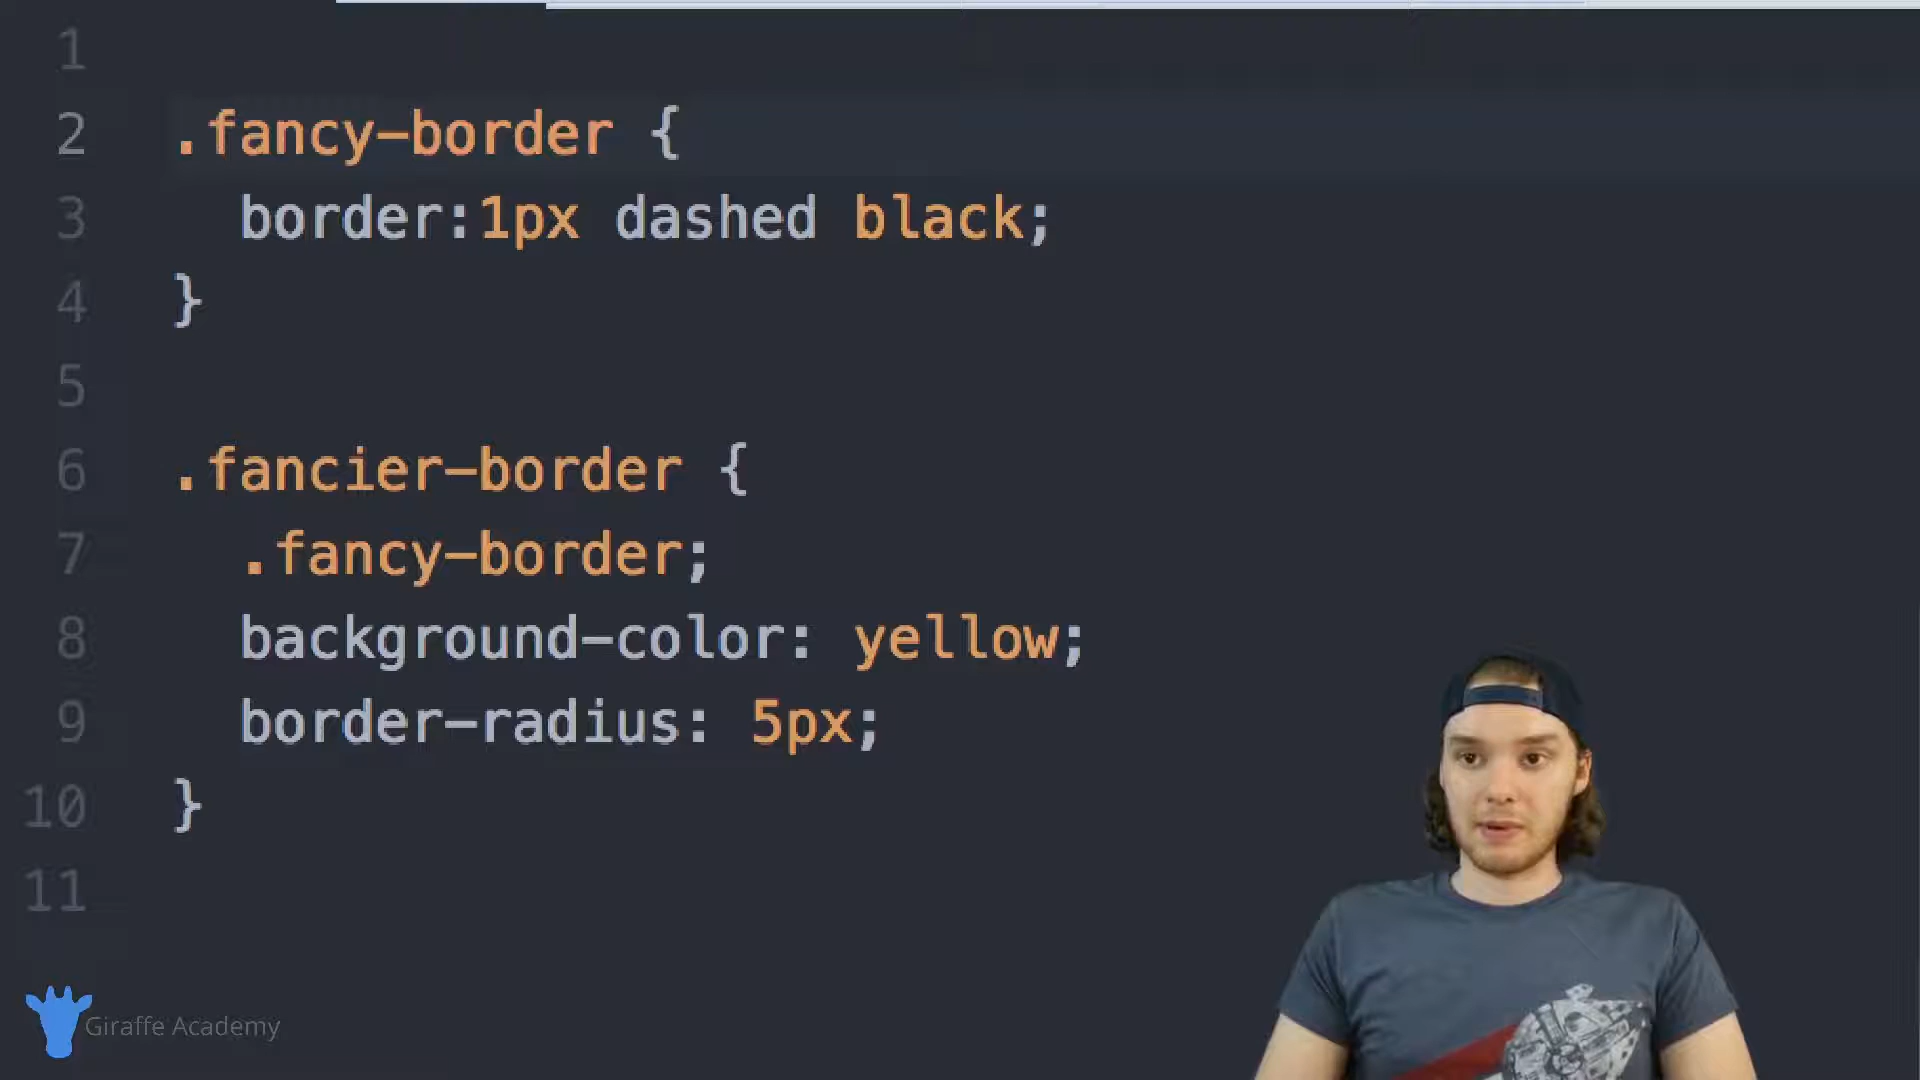 1
2 .fancy-border {
3 border:1px dashed black;
4 }
5
6 .fancier-border {
7 .fancy-border;
8 background-color: yellow;
9 border-radius: 5px;
10 }
11
Giraffe Academy